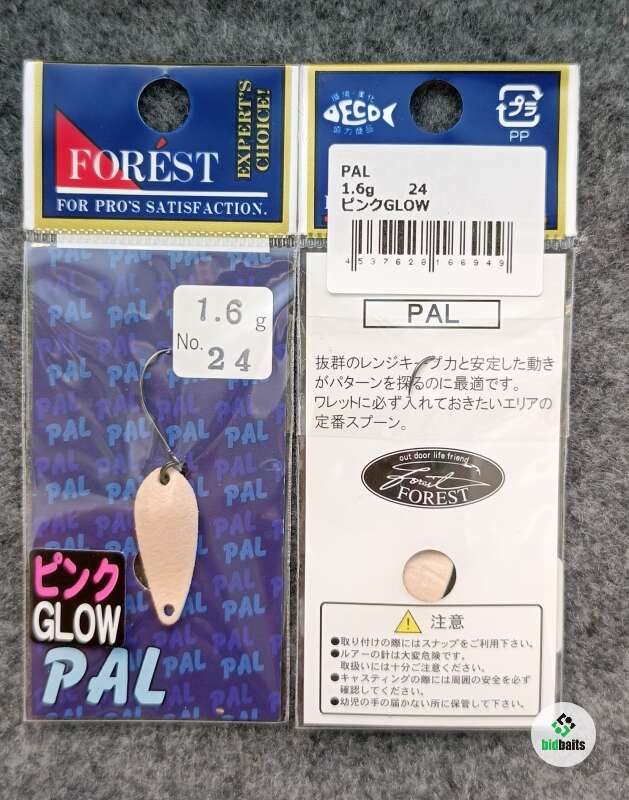 FORÉST
EXPERT'S CHOICE!
FOR PRO'S SATISFACTION.
1.6 g
No. 24
ピンク
GLOW
PAL
ECO
プラ
PP
PAL
1.6g 24
ピンクGLOW
4 537628 166949
PAL
抜群のレンジキープ力と安定した動き
がパターンを探るのに最適です。
ワレットに必ず入れておきたいエリアの
定番スプーン。
out door life friend
Forest
FOREST
注意
●取り付けの際にはスナップをご利用下さい。
●ルアーの針は大変危険です。
取扱いには十分ご注意ください。
●キャスティングの際には周囲の安全を必ず
確認してください。
●幼児の手の届かない所に保管して下さい。
bidbaits